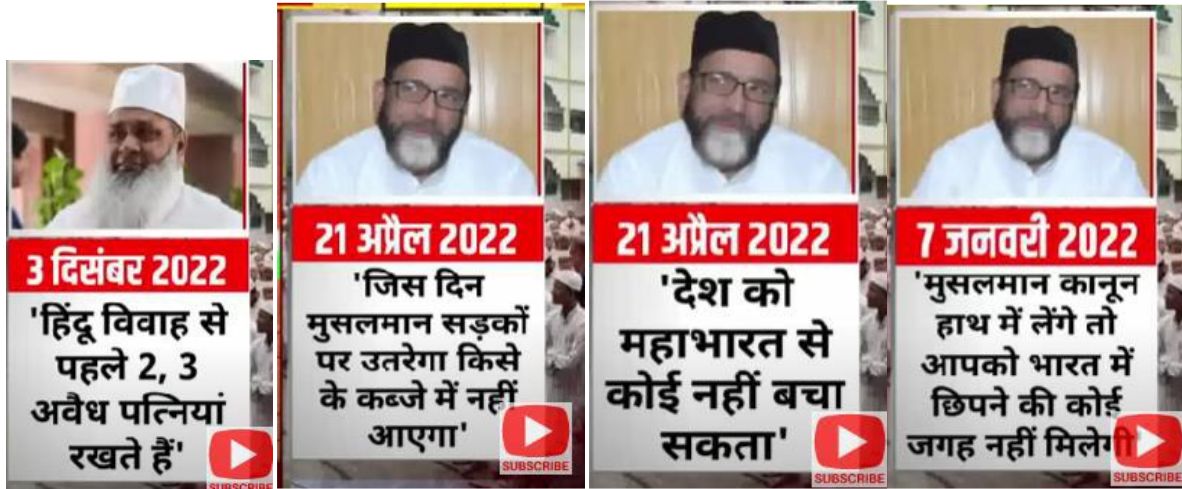 3 दिसंबर 2022
'हिंदू विवाह से
पहले 2, 3
अवैध पत्नियां
रखते हैं'
SUBSCRIBE
21 अप्रैल 2022
'जिस दिन
मुसलमान सड़कों
पर उतरेगा किसे
के कब्जे में नहीं
आएगा'
SUBSCRIBE
21 अप्रैल 2022
'देश को
महाभारत से
कोई नहीं बचा
सकता'
SUBSCRIBE
7 जनवरी 2022
'मुसलमान कानून
हाथ में लेंगे तो
आपको भारत में
छिपने की कोई
जगह नहीं मिलेगी'
SUBSCRIBE